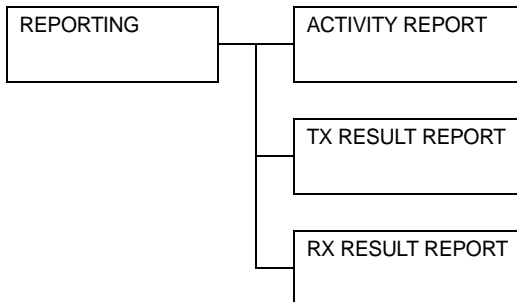 REPORTING
ACTIVITY REPORT
TX RESULT REPORT
RX RESULT REPORT